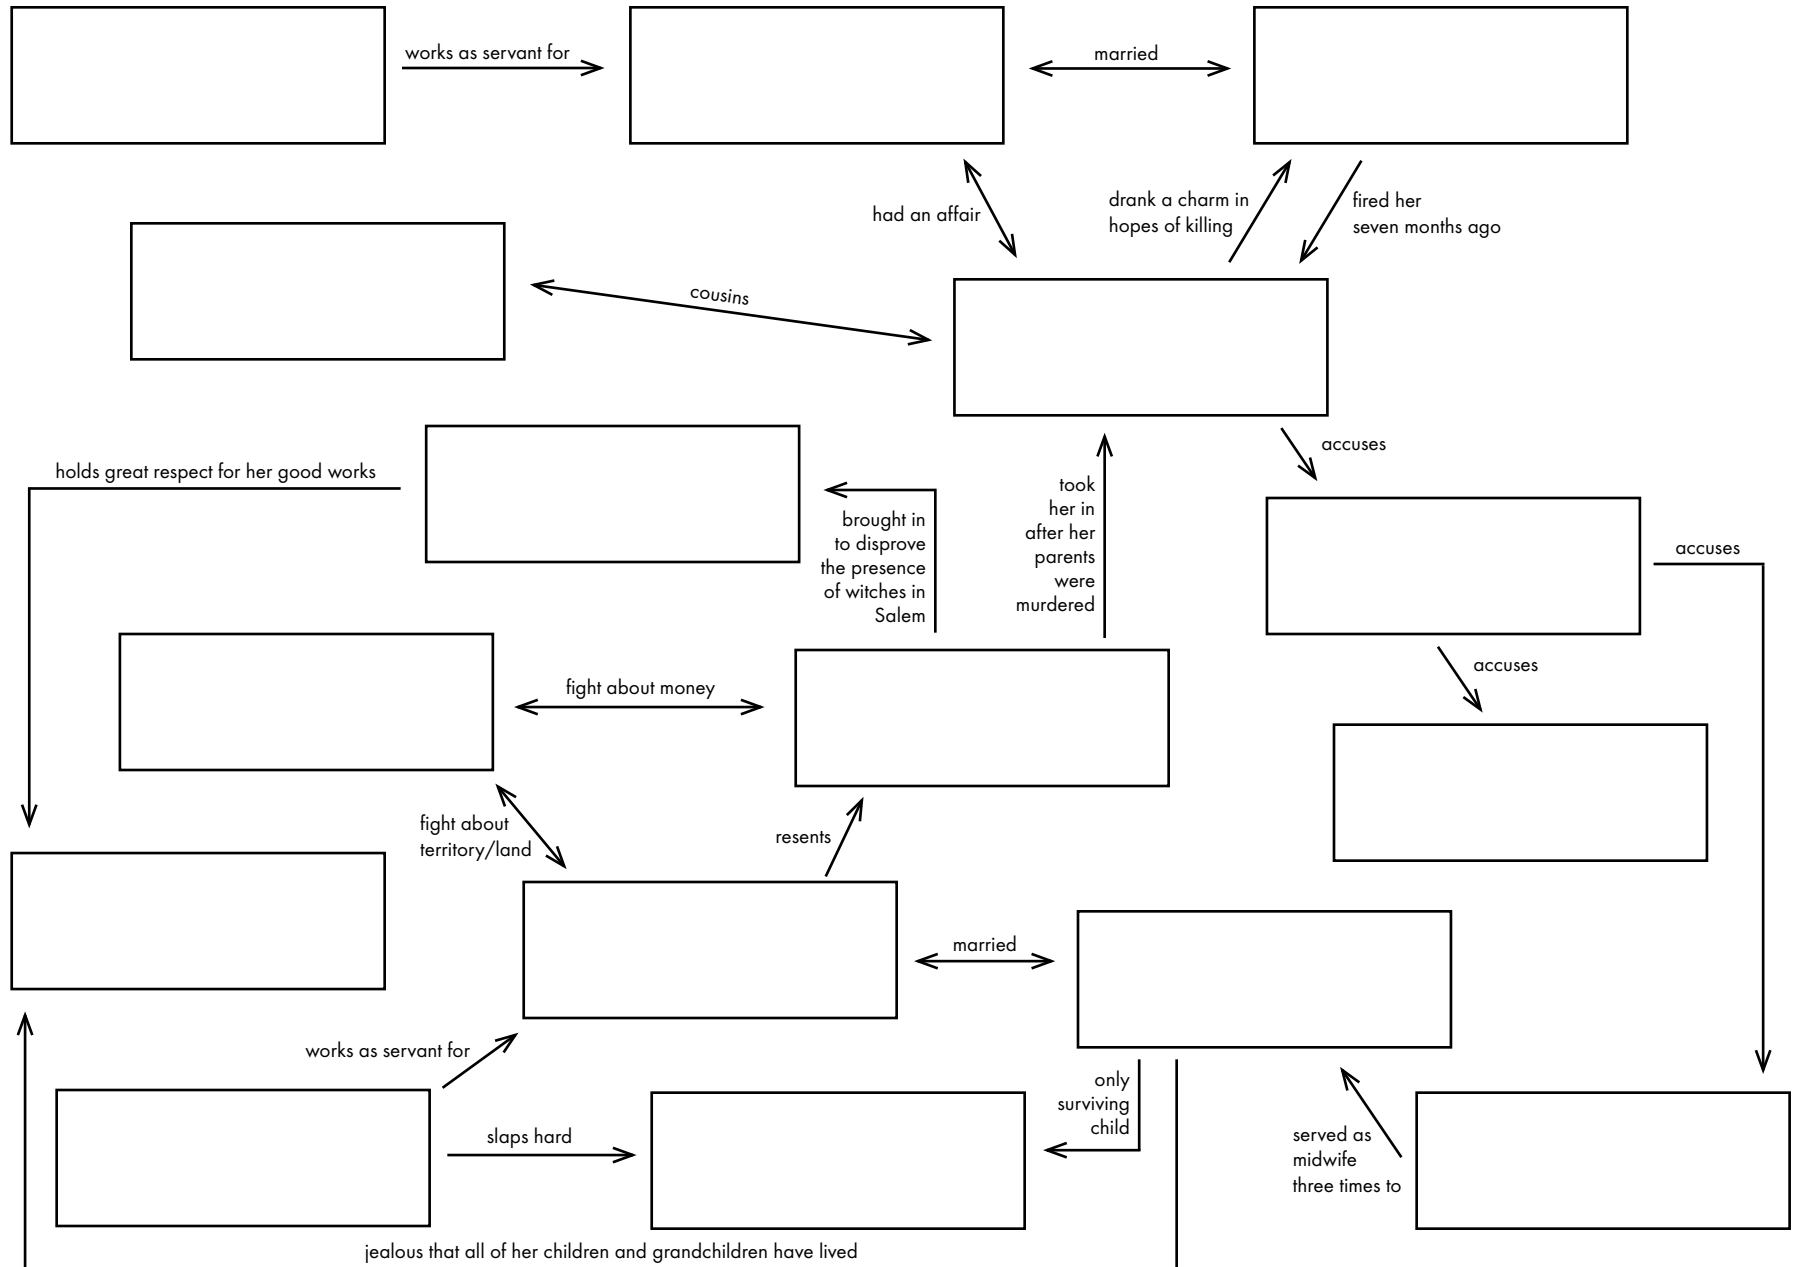 works as servant for
married
had an affair
drank a charm in
hopes of killing
fired her
seven months ago
cousins
accuses
holds great respect for her good works
took
her in
after her
parents
were
murdered
brought in
to disprove
the presence
of witches in
Salem
accuses
accuses
fight about money
fight about
territory/land
resents
married
works as servant for
only
surviving
child
slaps hard
served as
midwife
three times to
jealous that all of her children and grandchildren have lived